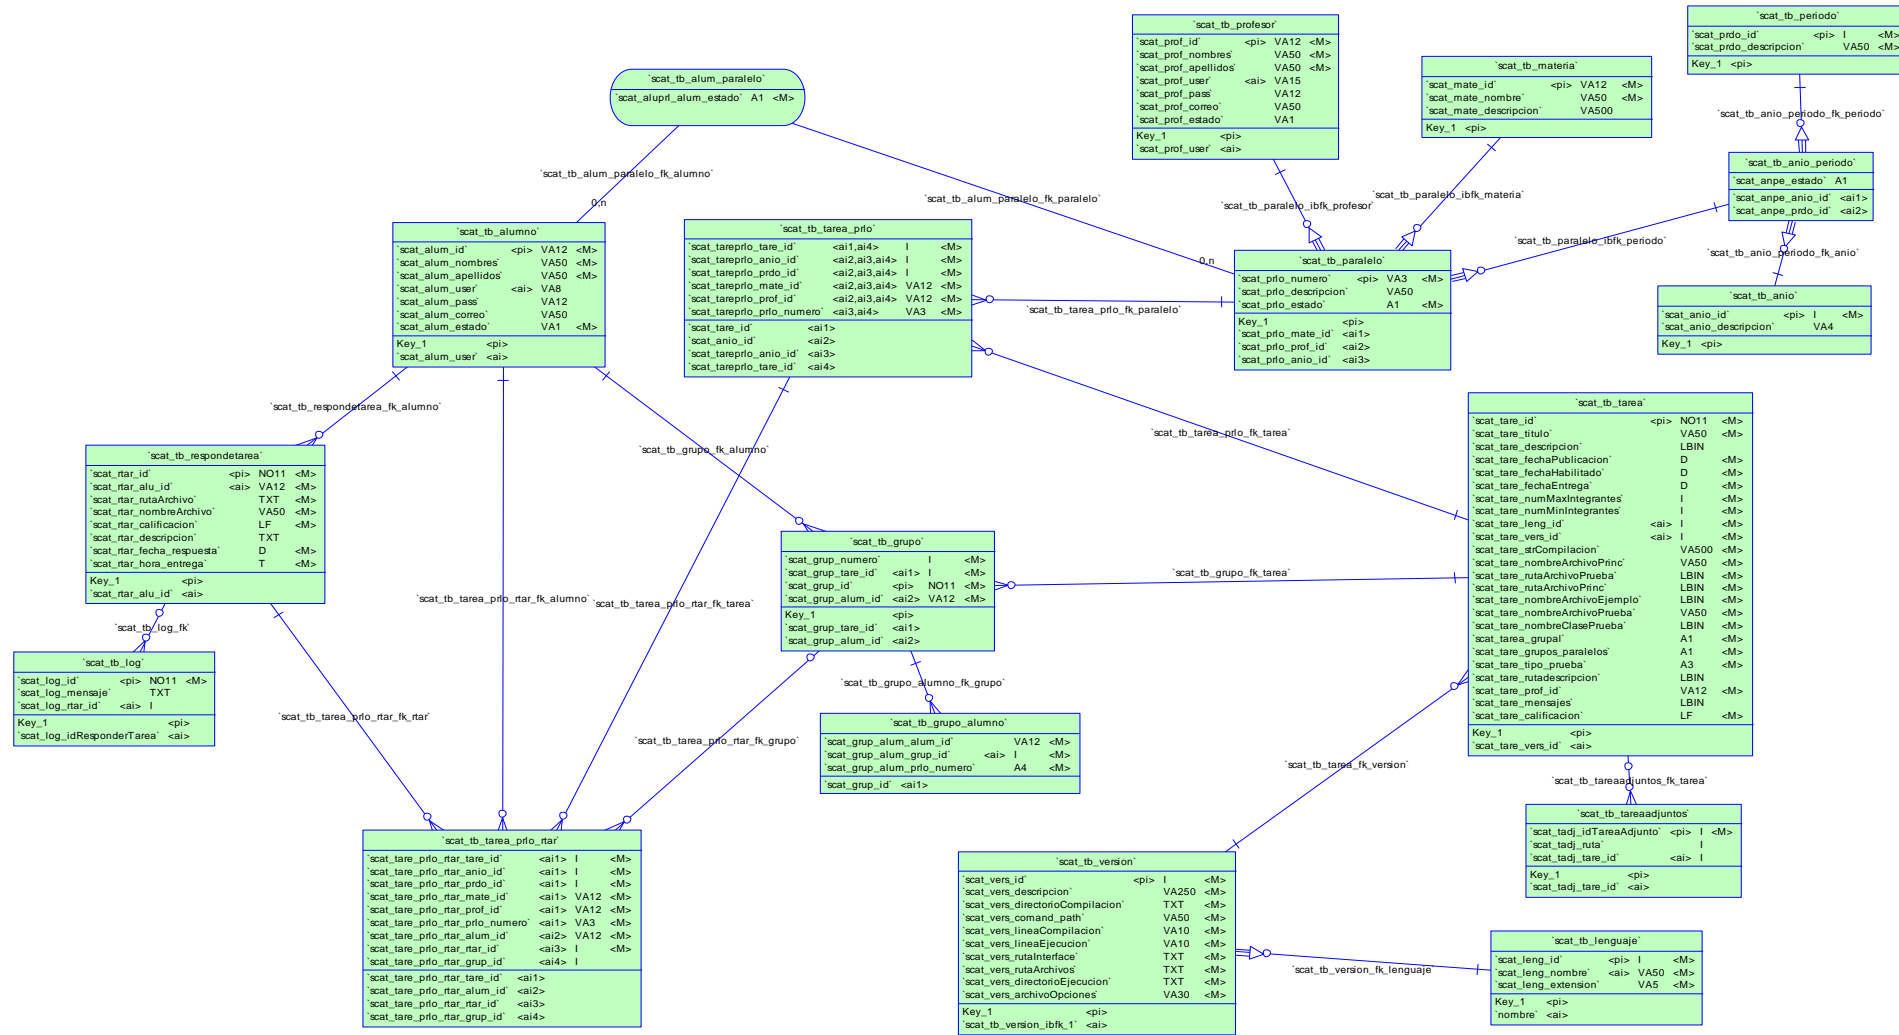 `scat_tb_periodo`
`scat_prdo_id` <pi> I <M>
`scat_prdo_descripcion` VA50 <M>
Key_1 <pi>
`scat_tb_profesor`
`scat_prof_id` <pi> VA12 <M>
`scat_prof_nombres` VA50 <M>
`scat_prof_apellidos` VA50 <M>
`scat_prof_user` <ai> VA15
`scat_prof_pass` VA12
`scat_prof_correo` VA50
`scat_prof_estado` VA1
Key_1 <pi>
`scat_prof_user` <ai>
`scat_tb_materia`
`scat_mate_id` <pi> VA12 <M>
`scat_mate_nombre` VA50 <M>
`scat_mate_descripcion` VA500
Key_1 <pi>
`scat_tb_alum_paralelo`
`scat_aluprl_alum_estado` A1 <M>
`scat_tb_anio_periodo_fk_periodo`
`scat_tb_anio_periodo`
`scat_anpe_estado` A1
`scat_anpe_anio_id` <ai1>
`scat_anpe_prdo_id` <ai2>
`scat_tb_alum_paralelo_fk_alumno`
0,n
`scat_tb_alum_paralelo_fk_paralelo`
0,n
`scat_tb_paralelo_ibfk_profesor`
`scat_tb_paralelo_ibfk_materia`
`scat_tb_paralelo_ibfk_periodo`
`scat_tb_anio_periodo_fk_anio`
`scat_tb_alumno`
`scat_alum_id` <pi> VA12 <M>
`scat_alum_nombres` VA50 <M>
`scat_alum_apellidos` VA50 <M>
`scat_alum_user` <ai> VA8
`scat_alum_pass` VA12
`scat_alum_correo` VA50
`scat_alum_estado` VA1 <M>
Key_1 <pi>
`scat_alum_user` <ai>
`scat_tb_tarea_prlo`
`scat_tareprlo_tare_id` <ai1,ai4> I <M>
`scat_tareprlo_anio_id` <ai2,ai3,ai4> I <M>
`scat_tareprlo_prdo_id` <ai2,ai3,ai4> I <M>
`scat_tareprlo_mate_id` <ai2,ai3,ai4> VA12 <M>
`scat_tareprlo_prof_id` <ai2,ai3,ai4> VA12 <M>
`scat_tareprlo_prlo_numero` <ai3,ai4> VA3 <M>
`scat_tare_id` <ai1>
`scat_anio_id` <ai2>
`scat_tareprlo_anio_id` <ai3>
`scat_tareprlo_tare_id` <ai4>
`scat_tb_paralelo`
`scat_prlo_numero` <pi> VA3 <M>
`scat_prlo_descripcion` VA50
`scat_prlo_estado` A1 <M>
Key_1 <pi>
`scat_prlo_mate_id` <ai1>
`scat_prlo_prof_id` <ai2>
`scat_prlo_anio_id` <ai3>
`scat_tb_anio`
`scat_anio_id` <pi> I <M>
`scat_anio_descripcion` VA4
Key_1 <pi>
`scat_tb_tarea_prlo_fk_paralelo`
`scat_tb_respondetarea_fk_alumno`
`scat_tb_grupo_fk_alumno`
`scat_tb_tarea_prlo_fk_tarea`
`scat_tb_respondetarea`
`scat_rtar_id` <pi> NO11 <M>
`scat_rtar_alu_id` <ai> VA12 <M>
`scat_rtar_rutaArchivo` TXT <M>
`scat_rtar_nombreArchivo` VA50 <M>
`scat_rtar_calificacion` LF <M>
`scat_rtar_descripcion` TXT
`scat_rtar_fecha_respuesta` D <M>
`scat_rtar_hora_entrega` T <M>
Key_1 <pi>
`scat_rtar_alu_id` <ai>
`scat_tb_tarea`
`scat_tare_id` <pi> NO11 <M>
`scat_tare_titulo` VA50 <M>
`scat_tare_descripcion` LBIN
`scat_tare_fechaPublicacion` D <M>
`scat_tare_fechaHabilitado` D <M>
`scat_tare_fechaEntrega` D <M>
`scat_tare_numMaxIntegrantes` I <M>
`scat_tare_numMinIntegrantes` I <M>
`scat_tare_leng_id` <ai> I <M>
`scat_tare_vers_id` <ai> I <M>
`scat_tare_strCompilacion` VA500 <M>
`scat_tare_nombreArchivoPrinc` VA50 <M>
`scat_tare_rutaArchivoPrueba` LBIN <M>
`scat_tare_rutaArchivoPrinc` LBIN <M>
`scat_tare_nombreArchivoEjemplo` LBIN <M>
`scat_tare_nombreArchivoPrueba` VA50 <M>
`scat_tare_nombreClasePrueba` LBIN <M>
`scat_tarea_grupal` A1 <M>
`scat_tare_grupos_paralelos` A1 <M>
`scat_tare_tipo_prueba` A3 <M>
`scat_tare_rutadescripcion` LBIN
`scat_tare_prof_id` VA12 <M>
`scat_tare_mensajes` LBIN
`scat_tare_calificacion` LF <M>
Key_1 <pi>
`scat_tare_vers_id` <ai>
`scat_tb_grupo`
`scat_grup_numero` I <M>
`scat_grup_tare_id` <ai1> I <M>
`scat_grup_id` <pi> NO11 <M>
`scat_grup_alum_id` <ai2> VA12 <M>
Key_1 <pi>
`scat_grup_tare_id` <ai1>
`scat_grup_alum_id` <ai2>
`scat_tb_grupo_fk_tarea`
`scat_tb_tarea_prlo_rtar_fk_alumno`
`scat_tb_tarea_prlo_rtar_fk_tarea`
`scat_tb_log_fk`
`scat_tb_log`
`scat_log_id` <pi> NO11 <M>
`scat_log_mensaje` TXT
`scat_log_rtar_id` <ai> I
Key_1 <pi>
`scat_log_idResponderTarea` <ai>
`scat_tb_grupo_alumno_fk_grupo`
`scat_tb_tarea_prlo_rtar_fk_rtar`
`scat_tb_tarea_prlo_rtar_fk_grupo`
`scat_tb_grupo_alumno`
`scat_grup_alum_alum_id` VA12 <M>
`scat_grup_alum_grup_id` <ai> I <M>
`scat_grup_alum_prlo_numero` A4 <M>
`scat_grup_id` <ai1>
`scat_tb_tarea_fk_version`
`scat_tb_tareaadjuntos_fk_tarea`
`scat_tb_tareaadjuntos`
`scat_tadj_idTareaAdjunto` <pi> I <M>
`scat_tadj_ruta` I
`scat_tadj_tare_id` <ai> I
Key_1 <pi>
`scat_tadj_tare_id` <ai>
`scat_tb_tarea_prlo_rtar`
`scat_tare_prlo_rtar_tare_id` <ai1> I <M>
`scat_tare_prlo_rtar_anio_id` <ai1> I <M>
`scat_tare_prlo_rtar_prdo_id` <ai1> I <M>
`scat_tare_prlo_rtar_mate_id` <ai1> VA12 <M>
`scat_tare_prlo_rtar_prof_id` <ai1> VA12 <M>
`scat_tare_prlo_rtar_prlo_numero` <ai1> VA3 <M>
`scat_tare_prlo_rtar_alum_id` <ai2> VA12 <M>
`scat_tare_prlo_rtar_rtar_id` <ai3> I <M>
`scat_tare_prlo_rtar_grup_id` <ai4> I
`scat_tare_prlo_rtar_tare_id` <ai1>
`scat_tare_prlo_rtar_alum_id` <ai2>
`scat_tare_prlo_rtar_rtar_id` <ai3>
`scat_tare_prlo_rtar_grup_id` <ai4>
`scat_tb_version`
`scat_vers_id` <pi> I <M>
`scat_vers_descripcion` VA250 <M>
`scat_vers_directorioCompilacion` TXT <M>
`scat_vers_comand_path` VA50 <M>
`scat_vers_lineaCompilacion` VA10 <M>
`scat_vers_lineaEjecucion` VA10 <M>
`scat_vers_rutaInterface` TXT <M>
`scat_vers_rutaArchivos` TXT <M>
`scat_vers_directorioEjecucion` TXT <M>
`scat_vers_archivoOpciones` VA30 <M>
Key_1 <pi>
`scat_tb_version_ibfk_1` <ai>
`scat_tb_version_fk_lenguaje`
`scat_tb_lenguaje`
`scat_leng_id` <pi> I <M>
`scat_leng_nombre` <ai> VA50 <M>
`scat_leng_extension` VA5 <M>
Key_1 <pi>
`nombre` <ai>